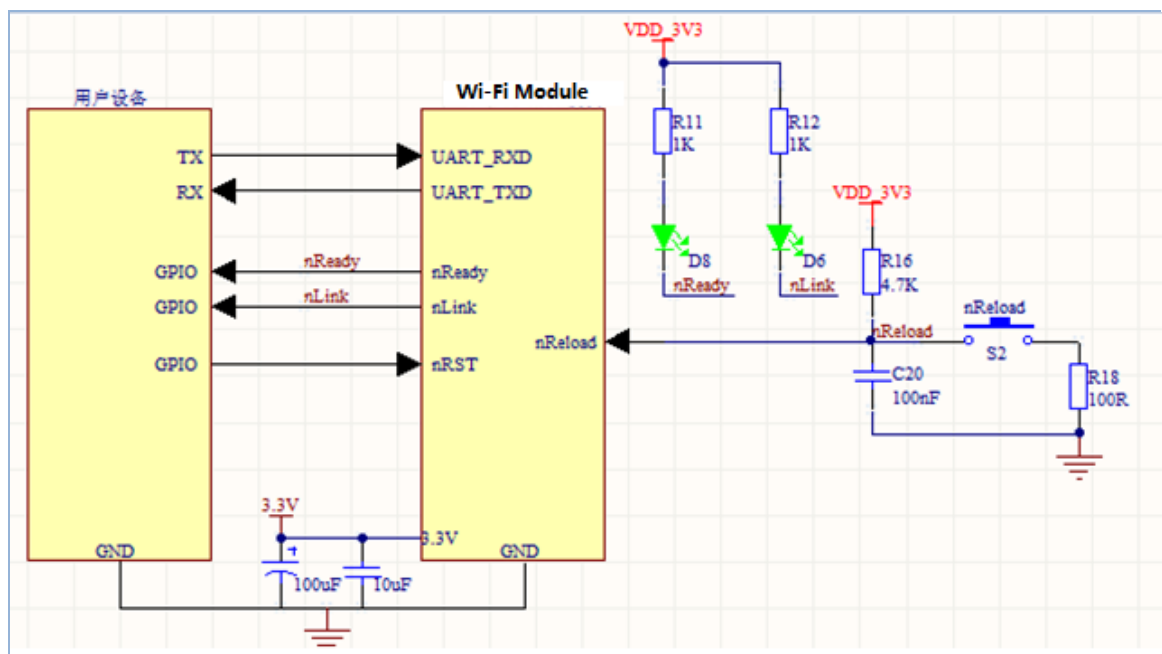 VDD_3V3
用户设备
Wi-Fi Module
R11
1K
R12
1K
TX
UART_RXD
RX
UART_TXD
VDD_3V3
D8
D6
R16
4.7K
GPIO
nReady
nReady
nReady
nLink
GPIO
nLink
nLink
nReload
nReload
nReload
S2
GPIO
nRST
C20
100nF
R18
100R
3.3V
3.3V
GND
GND
+
100uF
10uF